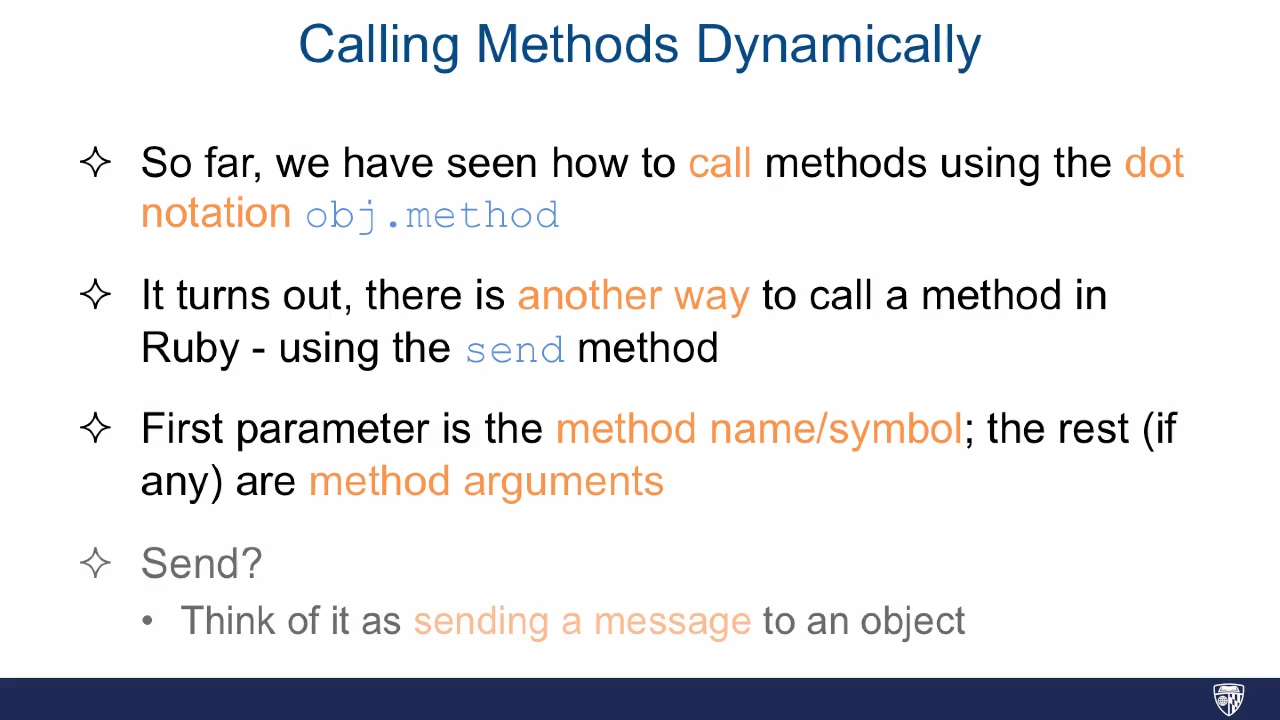 Calling Methods Dynamically
So far, we have seen how to call methods using the dot
notation obj.method
It turns out, there is another way to call a method in
Ruby - using the send method
First parameter is the method name/symbol; the rest (if
any) are method arguments
Send?
• Think of it as sending a message to an object